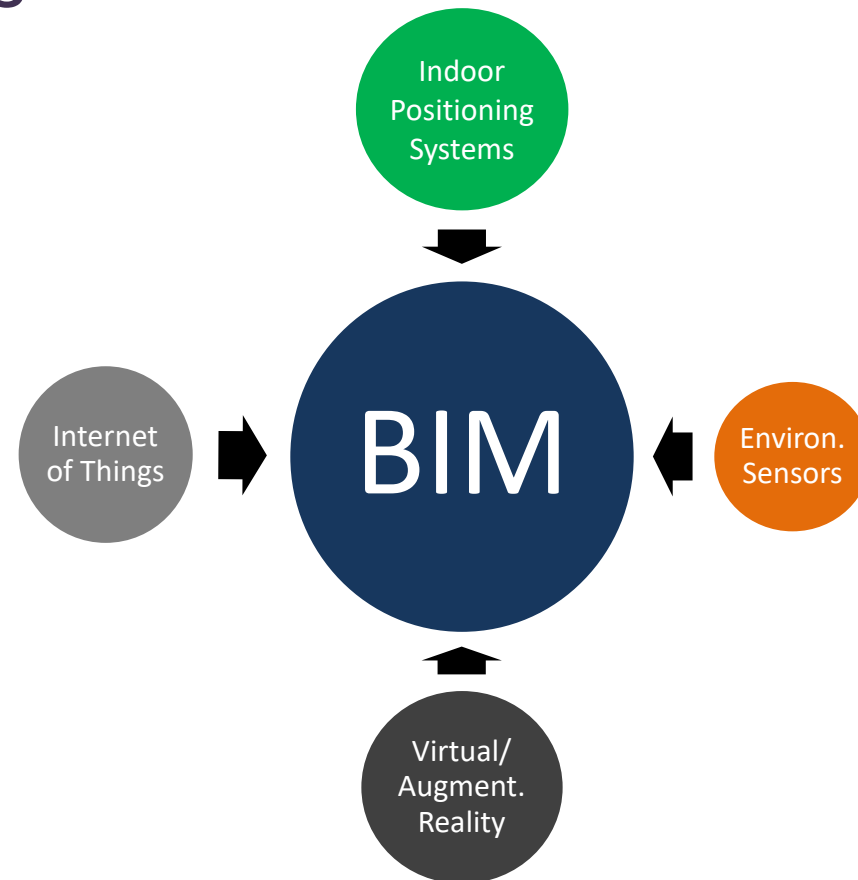 Indoor
Positioning
Systems
Internet
of Things
BIM
Environ.
Sensors
Virtual/
Augment.
Reality